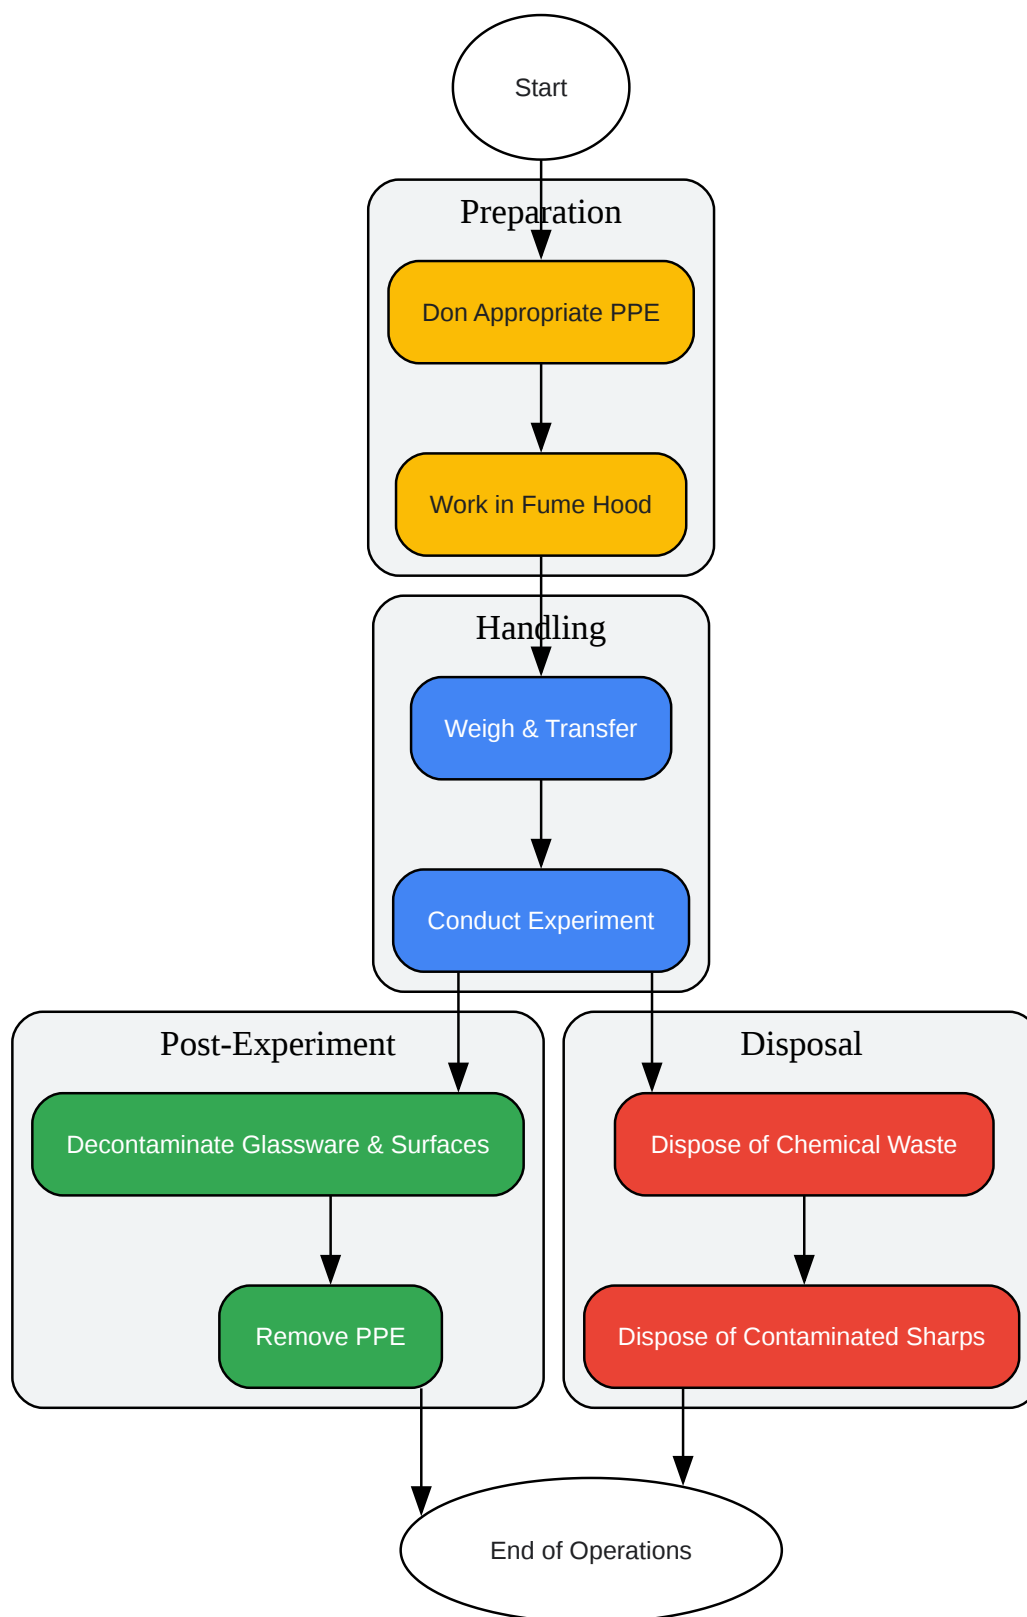 Start
Preparation
Don Appropriate PPE
Work in Fume Hood
Handling
Weigh & Transfer
Conduct Experiment
Post-Experiment
Decontaminate Glassware & Surfaces
Remove PPE
Disposal
Dispose of Chemical Waste
Dispose of Contaminated Sharps
End of Operations